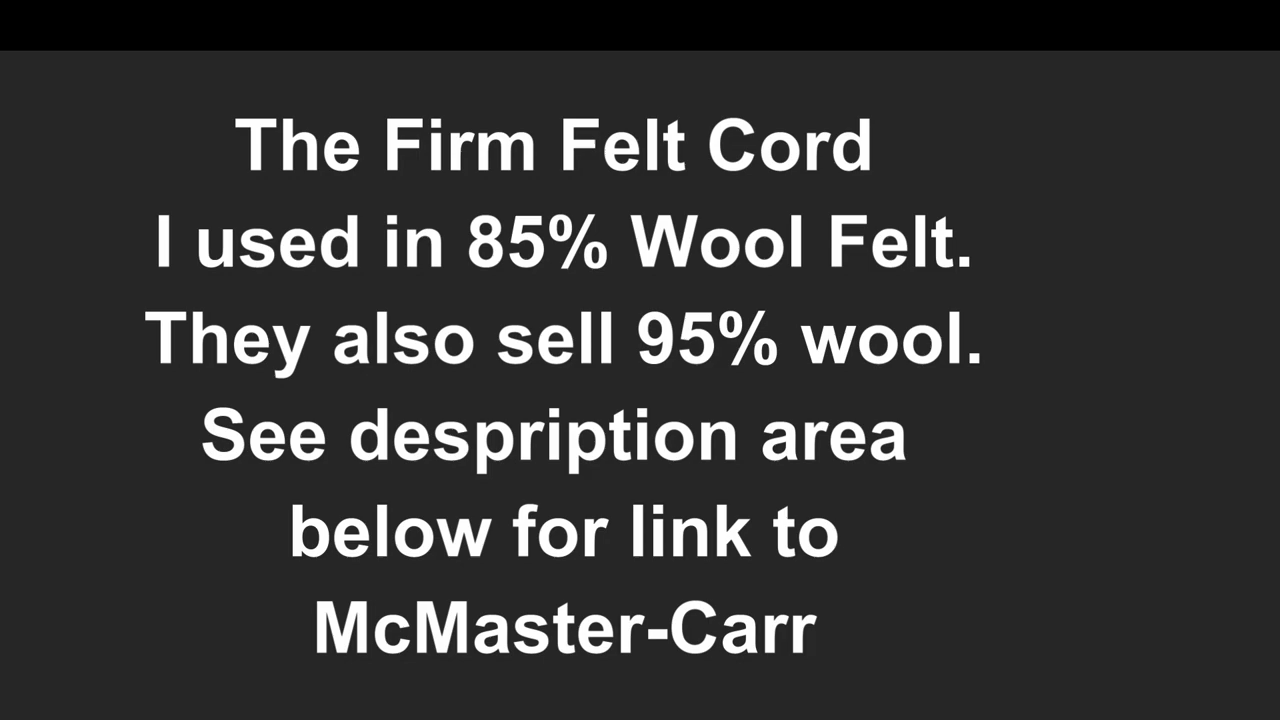 The Firm Felt Cord
I used in 85% Wool Felt.
They also sell 95% wool.
See despription area
below for link to
McMaster-Carr